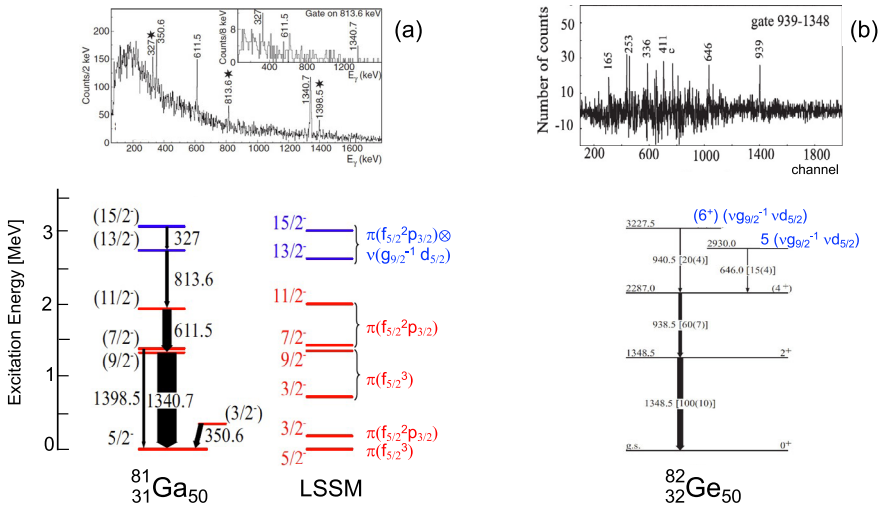 (a)
Counts/2 keV
200
150
100
50
0
327★
350.6
611.5
813.6★
1340.7
1398.5★
400 800 1000 1200 1400 1600
Eγ (keV)
Gate on 813.6 keV
Counts/8 keV
8
4
0
327
611.5
1340.7
400 800 1200
Eγ (keV)
(b)
gate 939-1348
Number of counts
50
30
10
-10
165
253
336
411
646
939
200 600 1000 1400 1800
channel
Excitation Energy [MeV]
3
2
1
0
(15/2⁻)
(13/2⁻)
327
813.6
(11/2⁻)
611.5
(7/2⁻)
(9/2⁻)
1398.5
1340.7
(3/2⁻)
350.6
5/2⁻
⁸¹₃₁Ga₅₀
15/2⁻
13/2⁻
11/2⁻
7/2⁻
9/2⁻
3/2⁻
3/2⁻
5/2⁻
π(f₅/₂²p₃/₂)⊗
ν(g₉/₂⁻¹ d₅/₂)
π(f₅/₂²p₃/₂)
π(f₅/₂³)
π(f₅/₂²p₃/₂)
π(f₅/₂³)
LSSM
(6⁺) (νg₉/₂⁻¹ νd₅/₂)
3227.5
5 (νg₉/₂⁻¹ νd₅/₂)
2930.0
940.5 [20(4)]
646.0 [15(4)]
2287.0
(4⁺)
938.5 [60(7)]
1348.5
2⁺
1348.5 [100(10)]
g.s.
0⁺
⁸²₃₂Ge₅₀